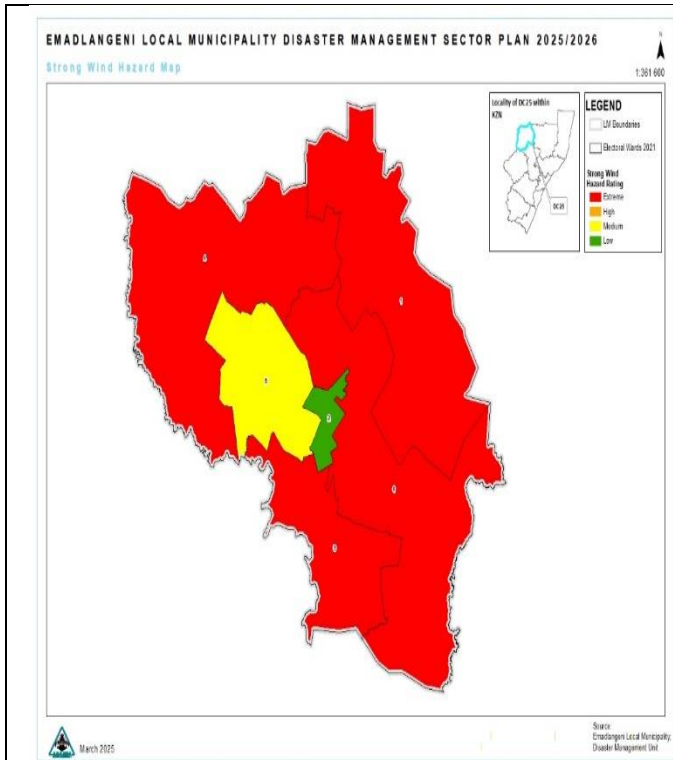 EMADLANGENI LOCAL MUNICIPALITY DISASTER MANAGEMENT SECTOR PLAN 2025/2026
Strong Wind Hazard Map
N
1:361 600
Locality of DC25 within
KZN
DC25
LEGEND
LM Boundaries
Electoral Wards 2021
Strong Wind
Hazard Rating
Extreme
High
Medium
Low
2
March 2025
Source:
Emadlangeni Local Municipality:
Disaster Management Unit